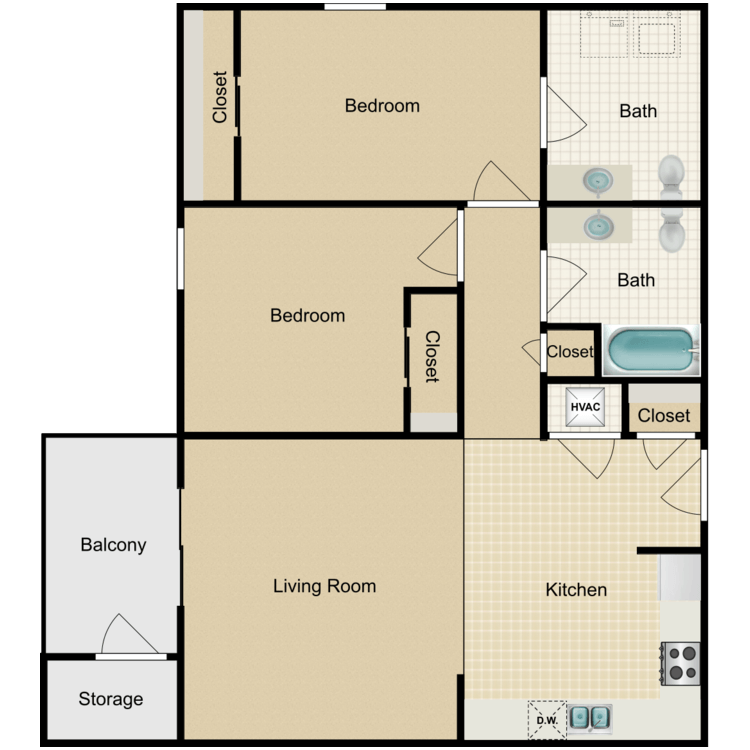 Closet
Bedroom
Bath
Bedroom
Closet
Bath
Closet
HVAC
Closet
Balcony
Living Room
Kitchen
Storage
D.W.